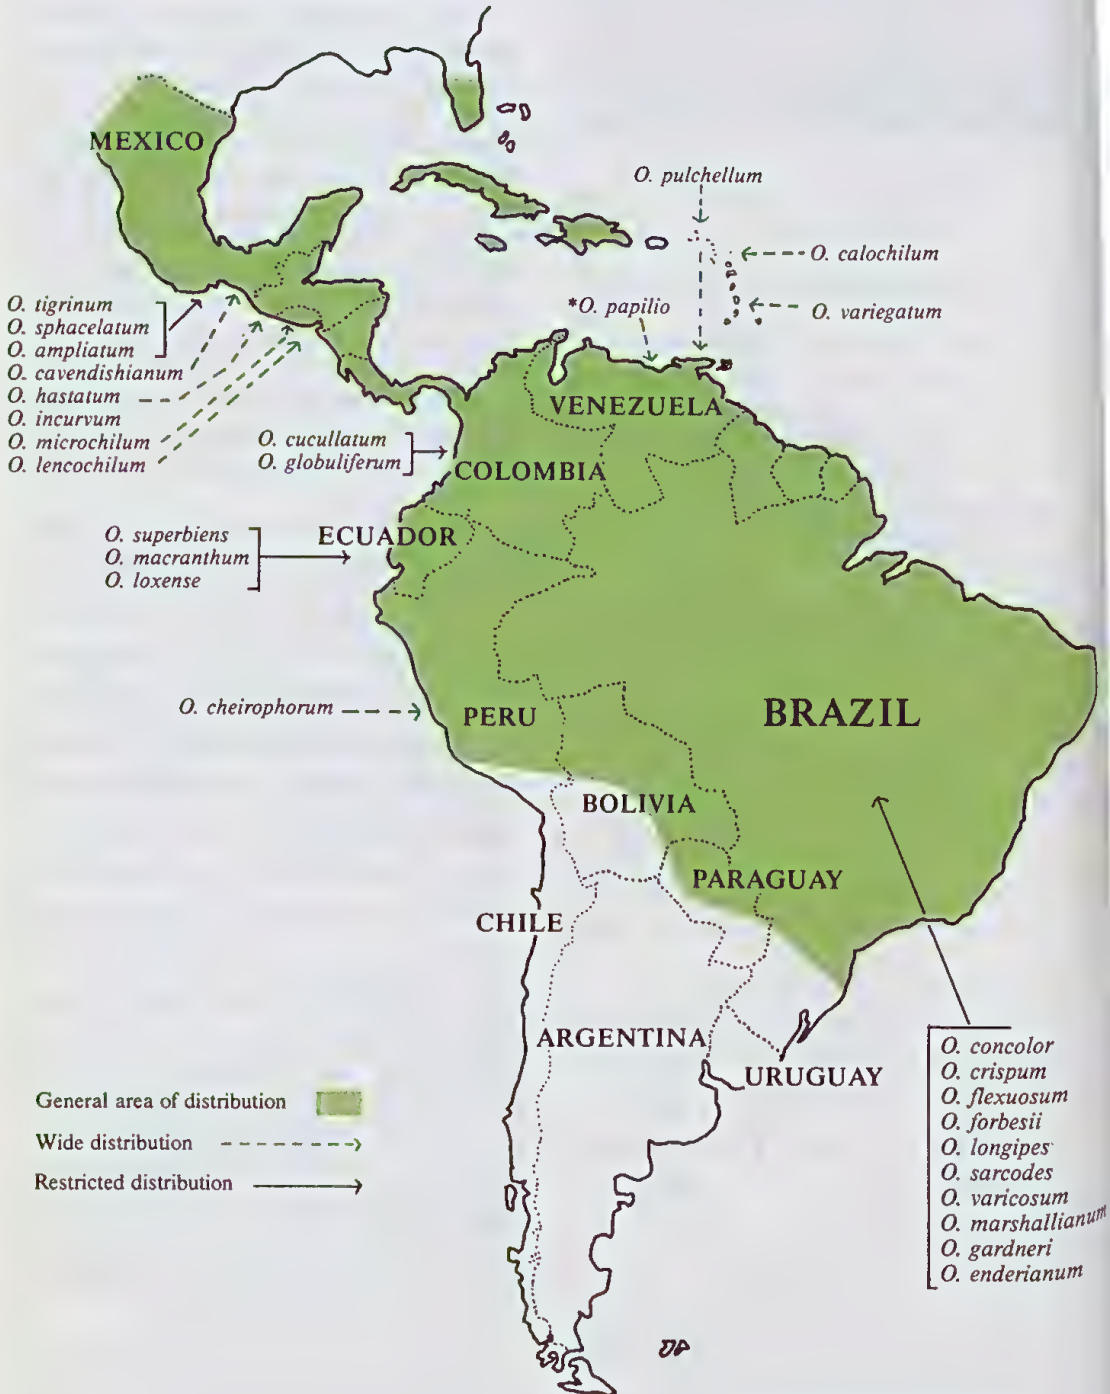 MEXICO
O. pulchellum
O. calochilum
*O. papilio
O. variegatum
O. tigrinum
O. sphacelatum
O. ampliatum
O. cavendishianum
O. hastatum
O. incurvum
O. microchilum
O. lencochilum
VENEZUELA
O. cucullatum
O. globuliferum
COLOMBIA
O. superbiens
O. macranthum
O. loxense
ECUADOR
O. cheirophorum
PERU
BRAZIL
BOLIVIA
PARAGUAY
CHILE
ARGENTINA
URUGUAY
O. concolor
O. crispum
O. flexuosum
O. forbesii
O. longipes
O. sarcodes
O. varicosum
O. marshallianum
O. gardneri
O. enderianum
General area of distribution
Wide distribution
Restricted distribution